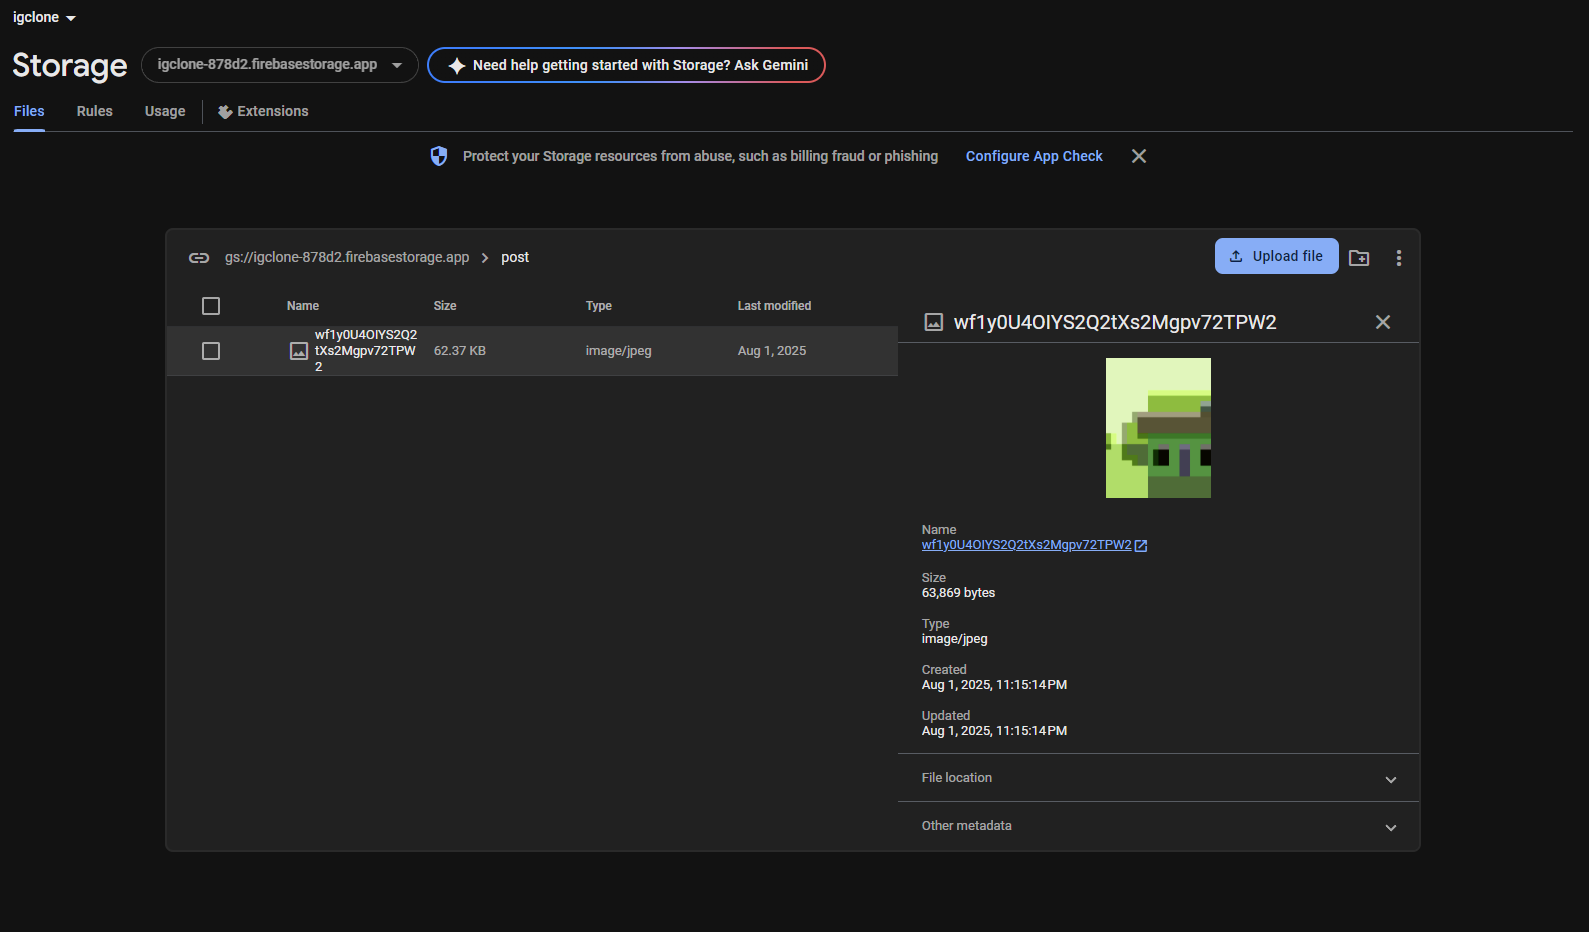 igclone
Storage
igclone-878d2.firebasestorage.app
Need help getting started with Storage? Ask Gemini
Files
Rules
Usage
Extensions
Protect your Storage resources from abuse, such as billing fraud or phishing
Configure App Check
gs://igclone-878d2.firebasestorage.app
post
Upload file
Name
Size
Type
Last modified
wf1y0U4OIYS2Q2
tXs2Mgpv72TPW
2
62.37 KB
image/jpeg
Aug 1, 2025
wf1y0U4OIYS2Q2tXs2Mgpv72TPW2
Name
wf1y0U4OIYS2Q2tXs2Mgpv72TPW2
Size
63,869 bytes
Type
image/jpeg
Created
Aug 1, 2025, 11:15:14 PM
Updated
Aug 1, 2025, 11:15:14 PM
File location
Other metadata